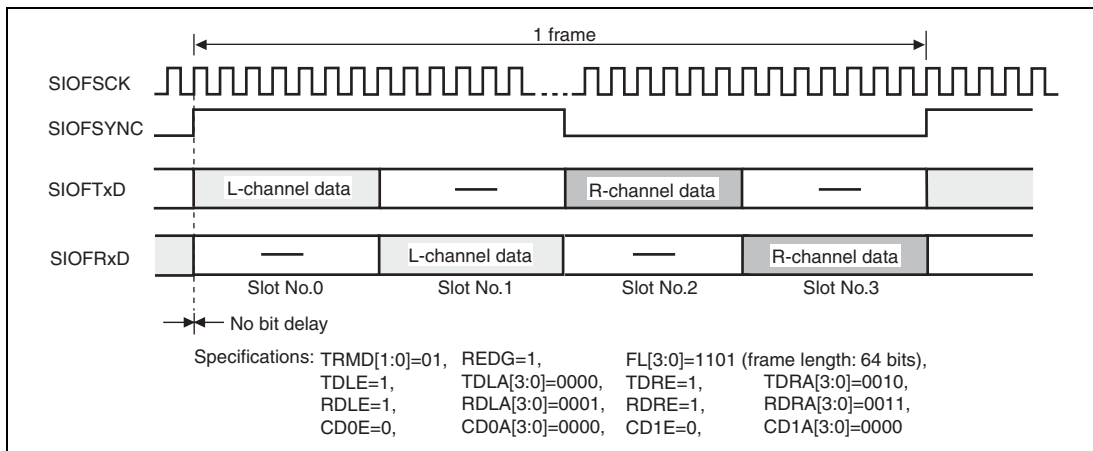 1 frame
SIOFSCK
SIOFSYNC
SIOFTxD L-channel data — R-channel data —
SIOFRxD — L-channel data — R-channel data
Slot No.0 Slot No.1 Slot No.2 Slot No.3
No bit delay
Specifications: TRMD[1:0]=01, REDG=1, FL[3:0]=1101 (frame length: 64 bits),
TDLE=1, TDLA[3:0]=0000, TDRE=1, TDRA[3:0]=0010,
RDLE=1, RDLA[3:0]=0001, RDRE=1, RDRA[3:0]=0011,
CD0E=0, CD0A[3:0]=0000, CD1E=0, CD1A[3:0]=0000